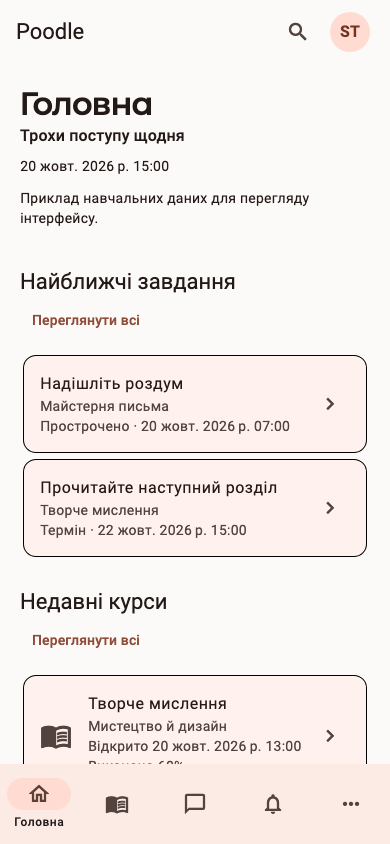 Poodle
ST
Головна
Трохи поступу щодня
20 жовт. 2026 р. 15:00
Приклад навчальних даних для перегляду
інтерфейсу.
Найближчі завдання
Переглянути всі
Надішліть роздум
Майстерня письма
Прострочено · 20 жовт. 2026 р. 07:00
Прочитайте наступний розділ
Творче мислення
Термін · 22 жовт. 2026 р. 15:00
Недавні курси
Переглянути всі
Творче мислення
Мистецтво й дизайн
Відкрито 20 жовт. 2026 р. 13:00
Головна